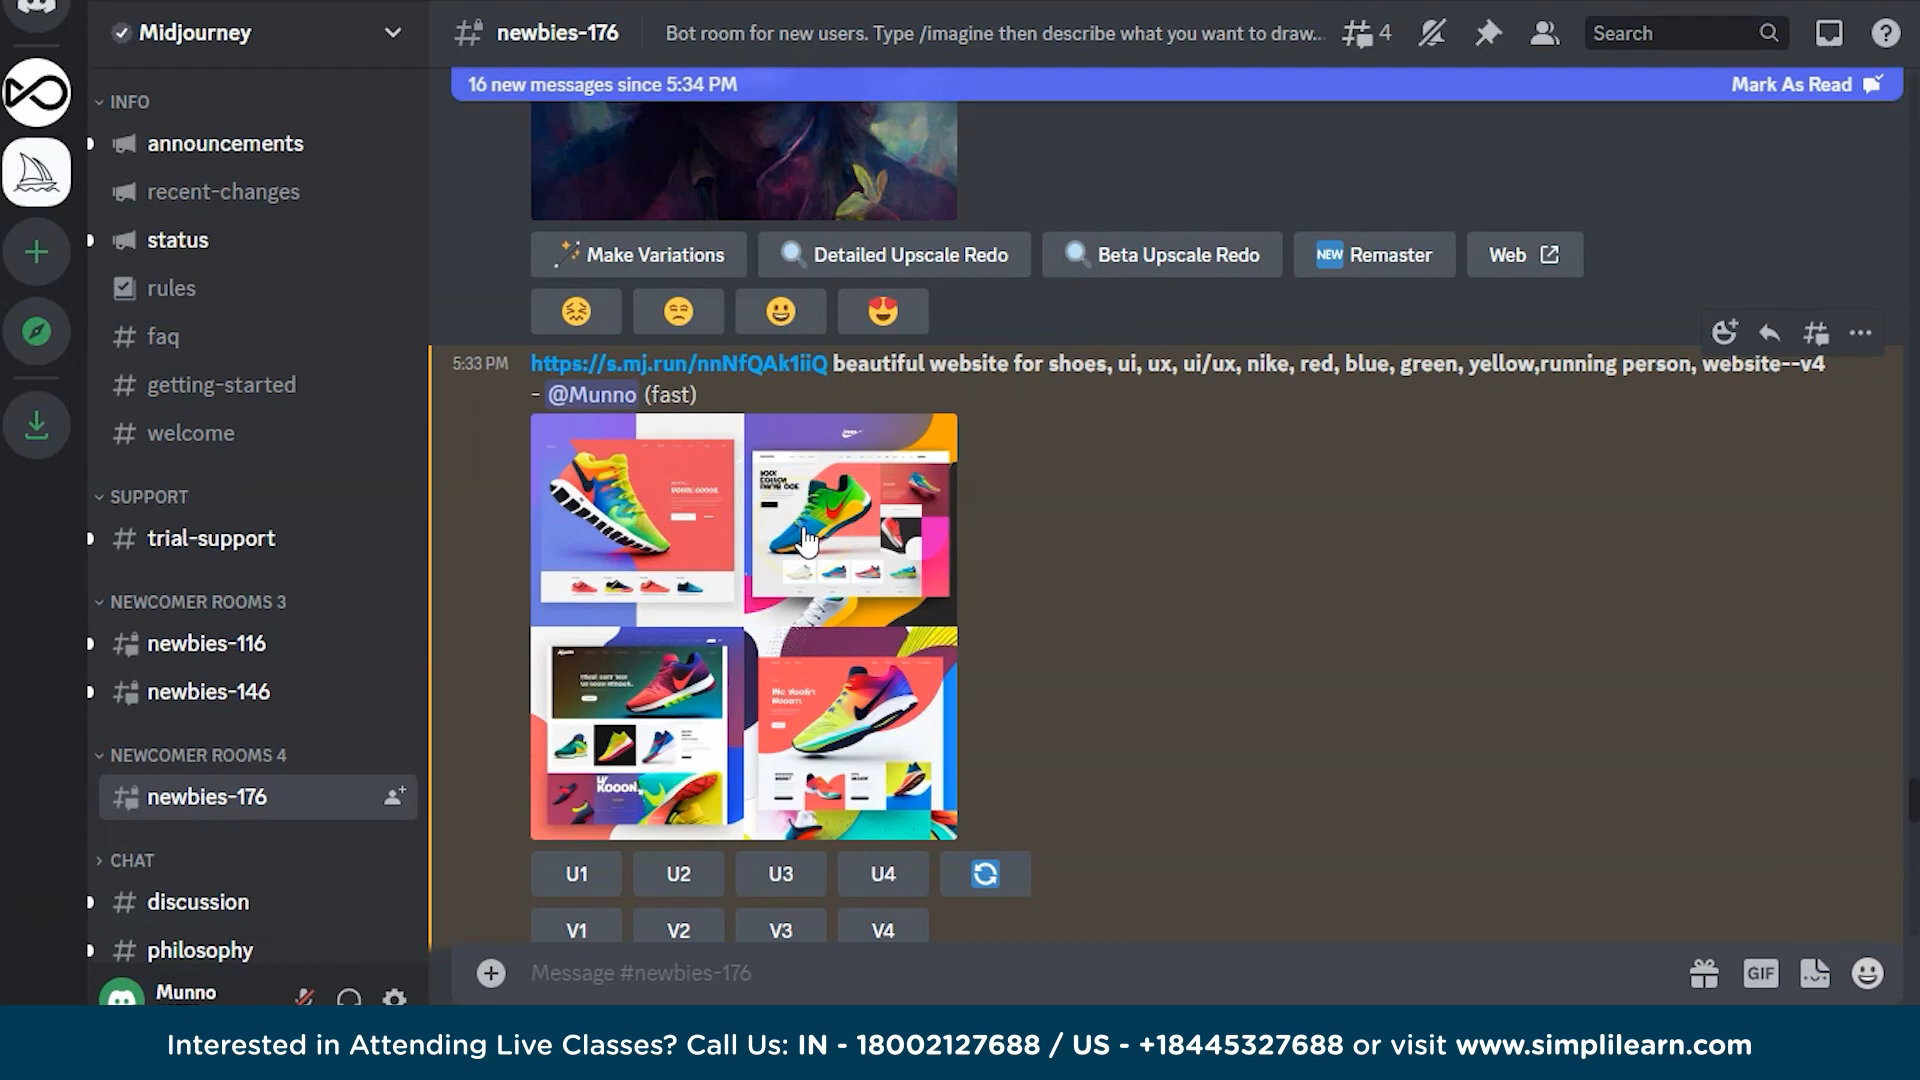 Midjourney
newbies-176
Bot room for new users. Type /imagine then describe what you want to draw...
4
Search
16 new messages since 5:34 PM
Mark As Read
INFO
announcements
recent-changes
status
rules
faq
getting-started
welcome
SUPPORT
trial-support
NEWCOMER ROOMS 3
newbies-116
newbies-146
NEWCOMER ROOMS 4
newbies-176
CHAT
discussion
philosophy
Munno
Make Variations
Detailed Upscale Redo
Beta Upscale Redo
NEW Remaster
Web
5:33 PM
https://s.mj.run/nnNfQAk1iiQ beautiful website for shoes, ui, ux, ui/ux, nike, red, blue, green, yellow,running person, website--v4
- @Munno (fast)
U1 U2 U3 U4
V1 V2 V3 V4
Message #newbies-176
GIF
Interested in Attending Live Classes? Call Us: IN - 18002127688 / US - +18445327688 or visit www.simplilearn.com